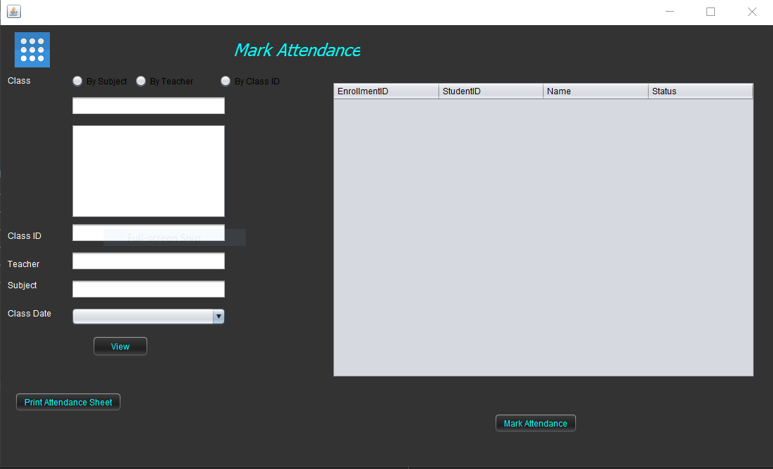 Mark Attendance
Class By Subject By Teacher By Class ID
EnrollmentID StudentID Name Status
Class ID
Teacher
Subject
Class Date
View
Print Attendance Sheet
Mark Attendance